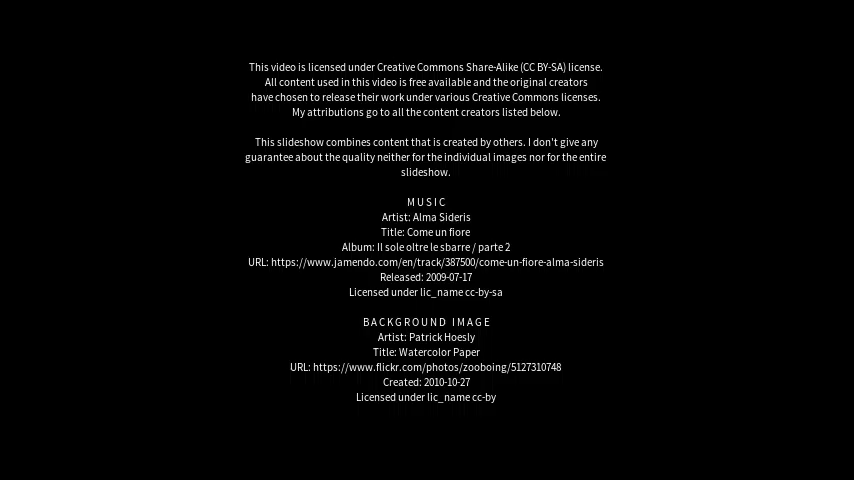 This video is licensed under Creative Commons Share-Alike (CC BY-SA) license.
All content used in this video is free available and the original creators
have chosen to release their work under various Creative Commons licenses.
My attributions go to all the content creators listed below.
This slideshow combines content that is created by others. I don't give any
guarantee about the quality neither for the individual images nor for the entire
slideshow.
MUSIC
Artist: Alma Sideris
Title: Come un fiore
Album: Il sole oltre le sbarre / parte 2
URL: https://www.jamendo.com/en/track/387500/come-un-fiore-alma-sideris
Released: 2009-07-17
Licensed under lic_name cc-by-sa
BACKGROUND IMAGE
Artist: Patrick Hoesly
Title: Watercolor Paper
URL: https://www.flickr.com/photos/zooboing/5127310748
Created: 2010-10-27
Licensed under lic_name cc-by